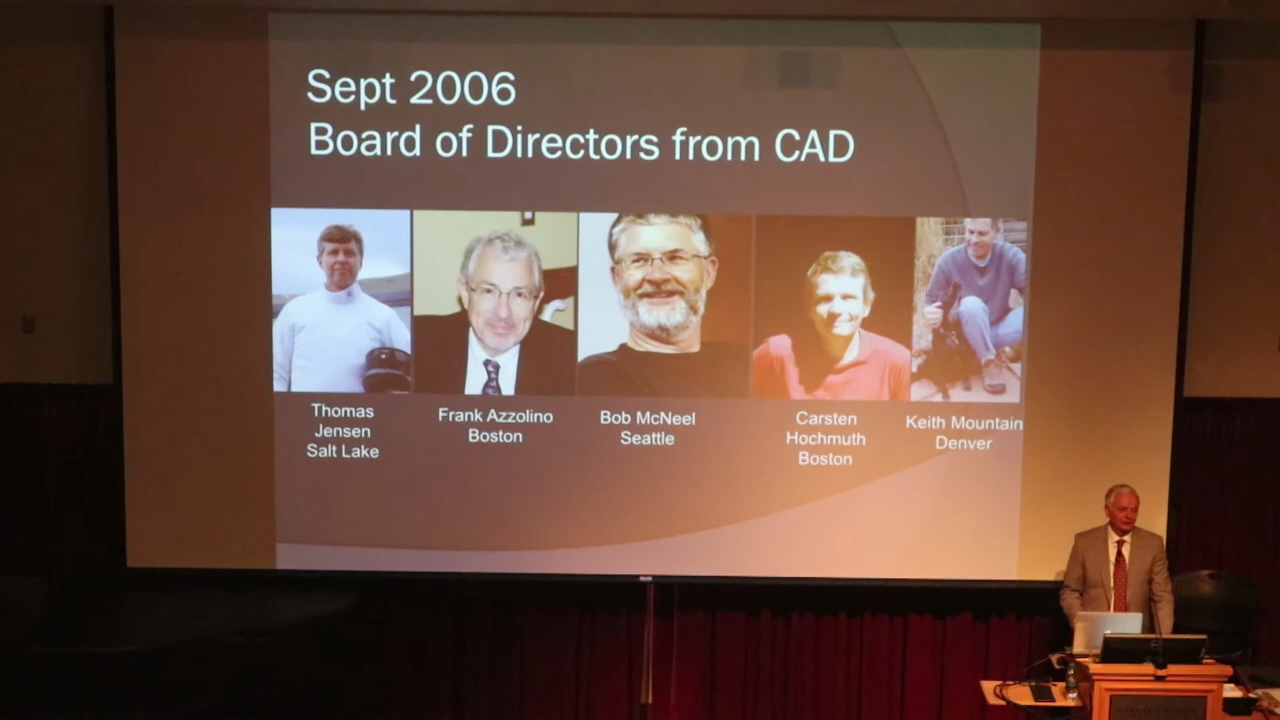 Sept 2006
Board of Directors from CAD
Thomas
Jensen
Salt Lake
Frank Azzolino
Boston
Bob McNeel
Seattle
Carsten
Hochmuth
Boston
Keith Mountain
Denver